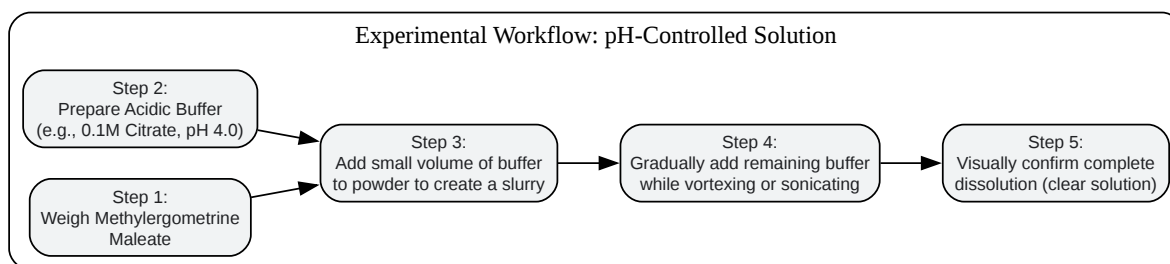 Experimental Workflow: pH-Controlled Solution
Step 2:
Prepare Acidic Buffer
(e.g., 0.1M Citrate, pH 4.0)
Step 1:
Weigh Methylergometrine
Maleate
Step 3:
Add small volume of buffer
to powder to create a slurry
Step 4:
Gradually add remaining buffer
while vortexing or sonicating
Step 5:
Visually confirm complete
dissolution (clear solution)